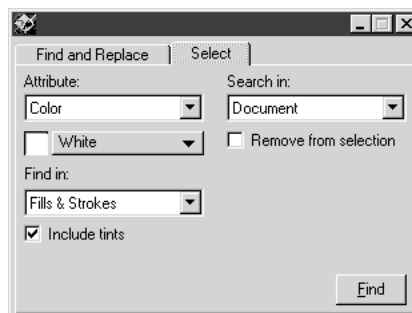 Find and Replace Select
Attribute: Search in:
Color Document
White Remove from selection
Find in:
Fills & Strokes
Include tints
Find